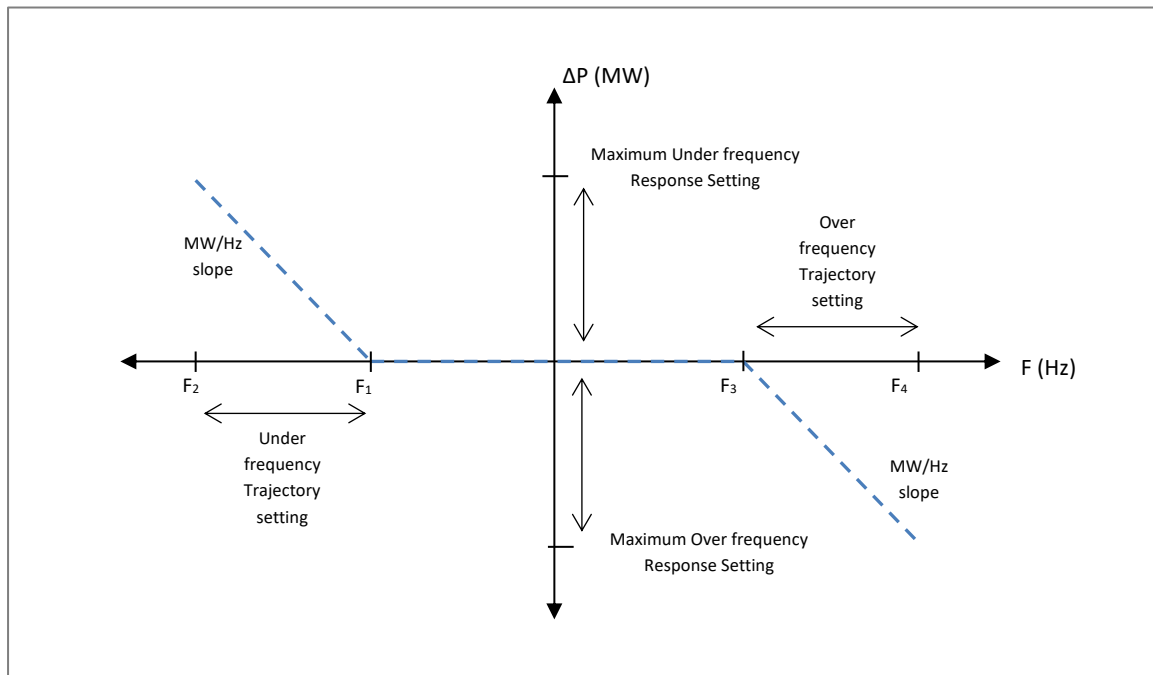 ΔP (MW)
Maximum Under frequency
Response Setting
Over
frequency
Trajectory
setting
MW/Hz
slope
F₂
F₁
F₃
F₄
F (Hz)
Under
frequency
Trajectory
setting
MW/Hz
slope
Maximum Over frequency
Response Setting